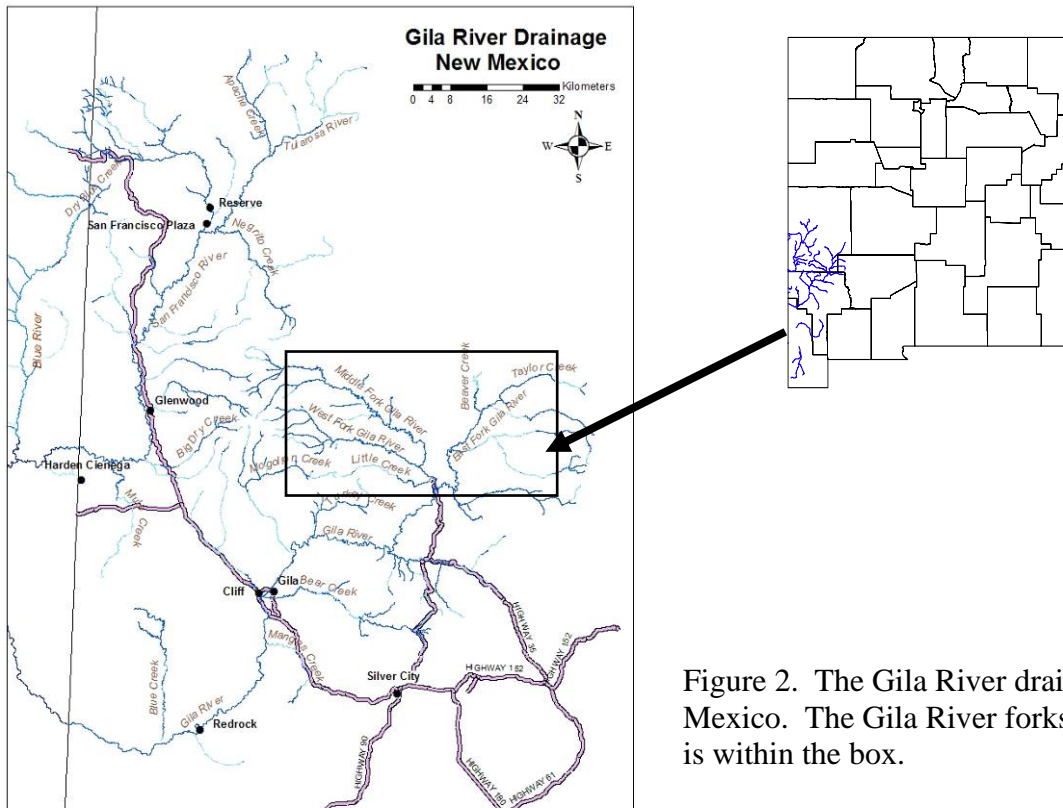 Gila River Drainage
New Mexico
Kilometers
0 4 8 16 24 32
N
W E
S
Apache Creek
Tularosa River
Dry Blue Creek
Reserve
San Francisco Plaza
Negrito Creek
San Francisco River
Blue River
Middle Fork Gila River
Beaver Creek
Taylor Creek
Glenwood
West Fork Gila River
East Fork Gila River
Big Dry Creek
Mogollon Creek
Little Creek
Harden Cienega
Mule Creek
Turkey Creek
Gila River
Cliff
Gila
Bear Creek
Mangas Creek
HIGHWAY 35
HIGHWAY 152
HIGHWAY 152
Silver City
Blue Creek
Gila River
Redrock
HIGHWAY 90
HIGHWAY 180
HIGHWAY 61
Figure 2. The Gila River drai
Mexico. The Gila River forks
is within the box.